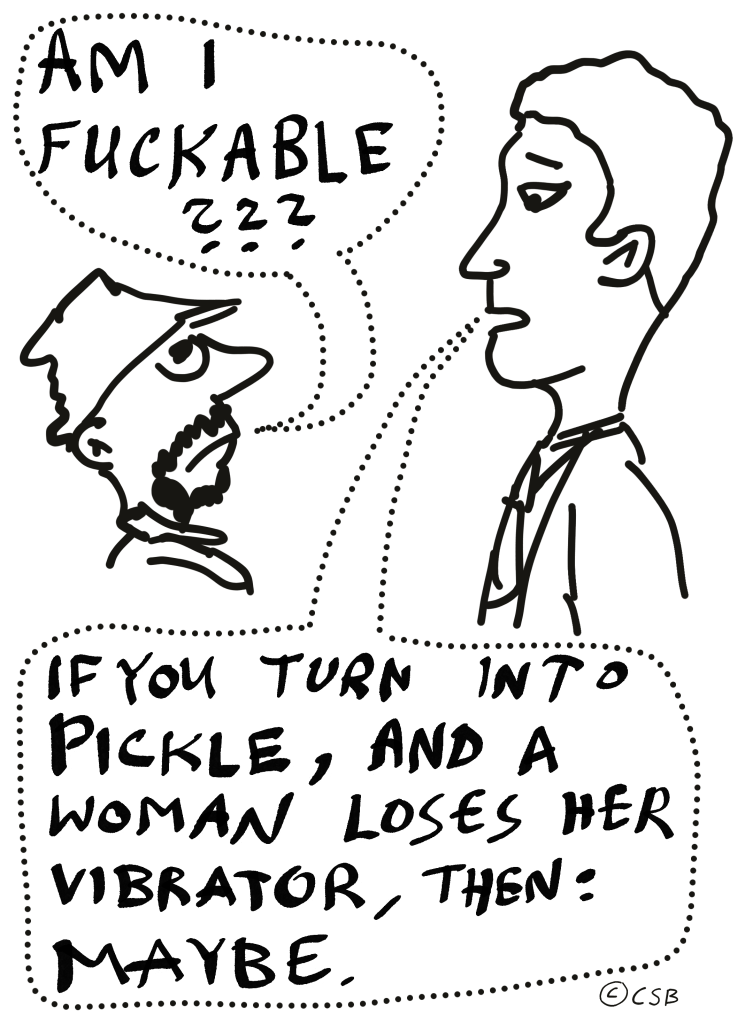 AM I
FUCKABLE
???
IF YOU TURN INTO
PICKLE, AND A
WOMAN LOSES HER
VIBRATOR, THEN:
MAYBE.
© CSB